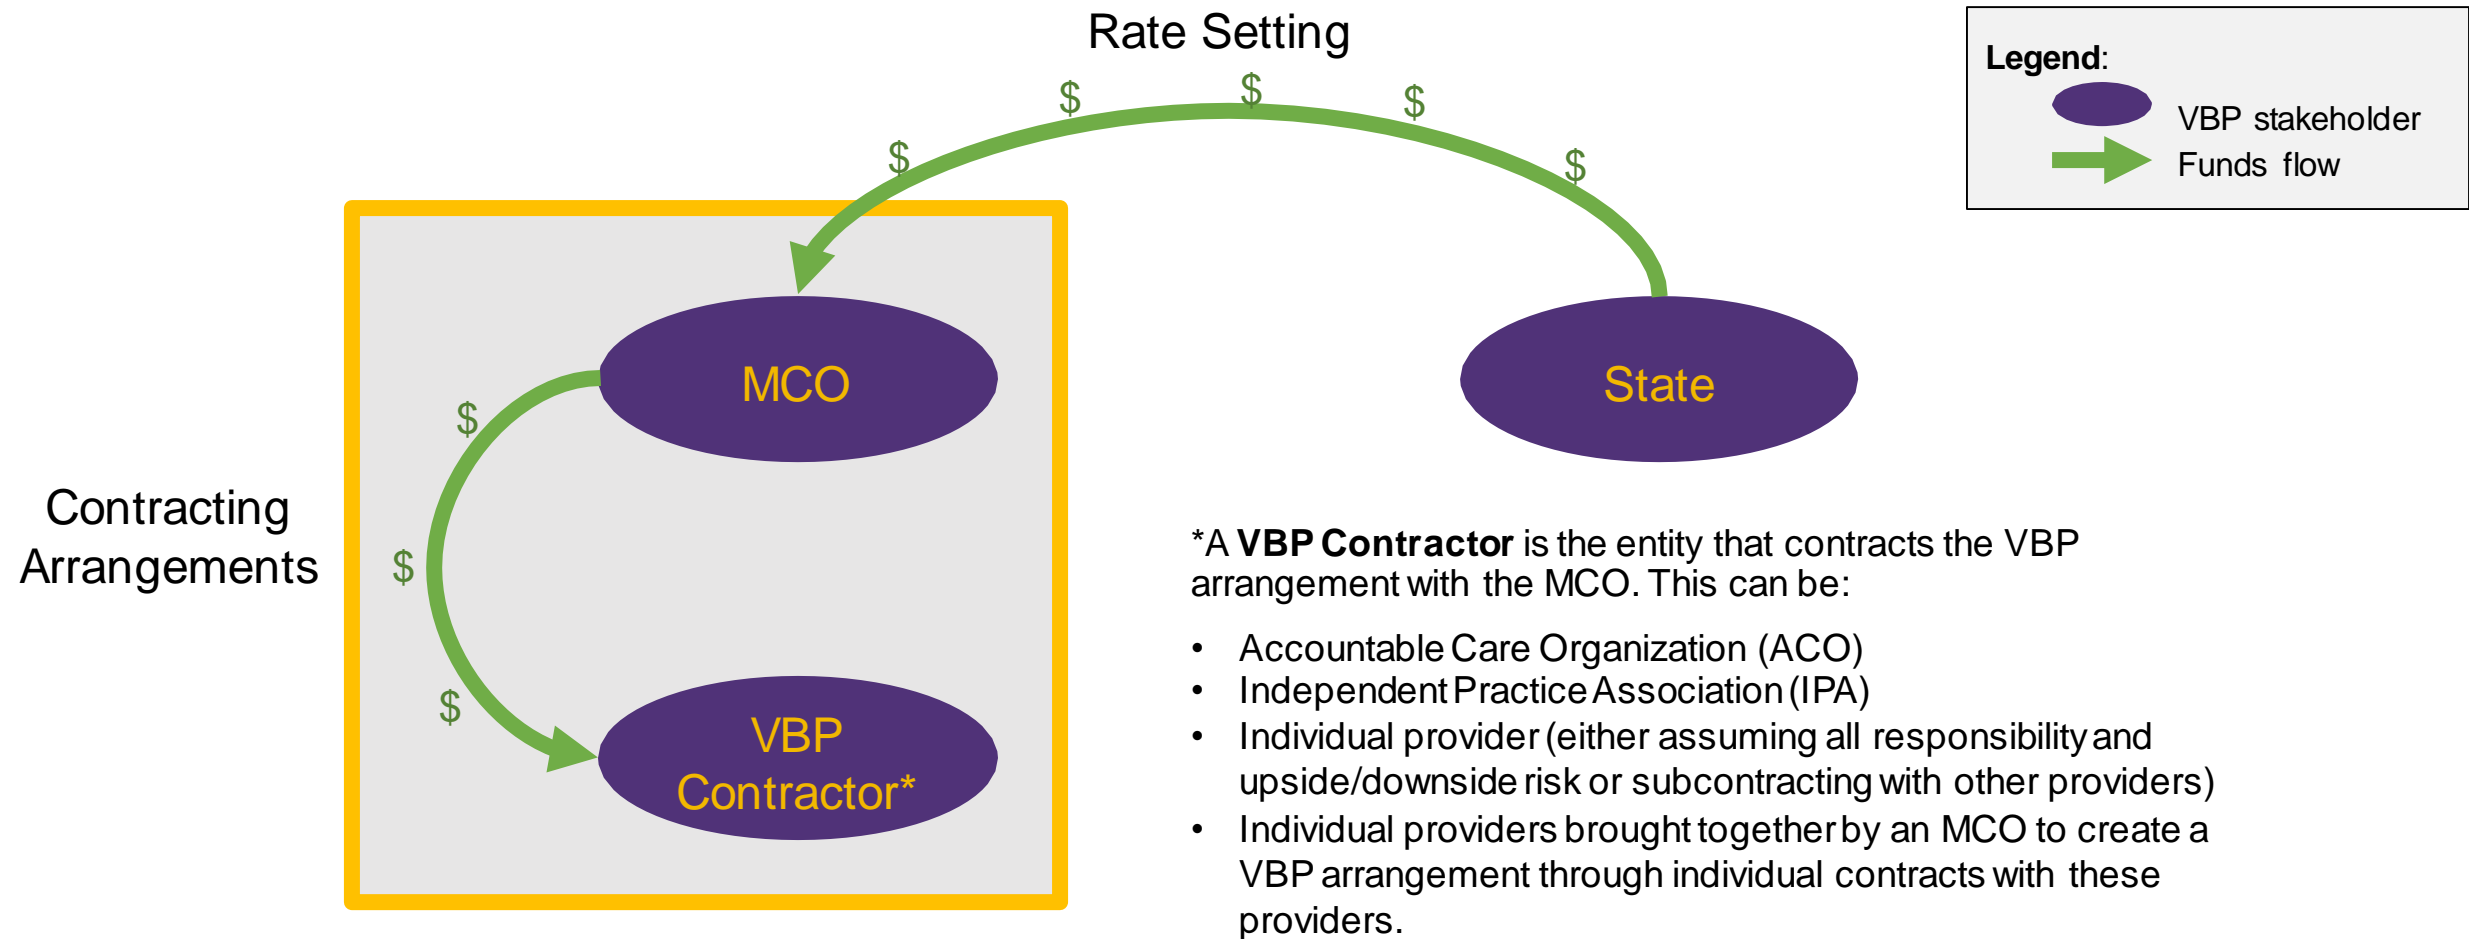 Rate Setting
Legend:
VBP stakeholder
Funds flow
$ $ $ $ $
MCO
State
$
$
$
Contracting
Arrangements
VBP
Contractor*
*A VBP Contractor is the entity that contracts the VBP
arrangement with the MCO. This can be:
• Accountable Care Organization (ACO)
• Independent Practice Association (IPA)
• Individual provider (either assuming all responsibility and
upside/downside risk or subcontracting with other providers)
• Individual providers brought together by an MCO to create a
VBP arrangement through individual contracts with these
providers.